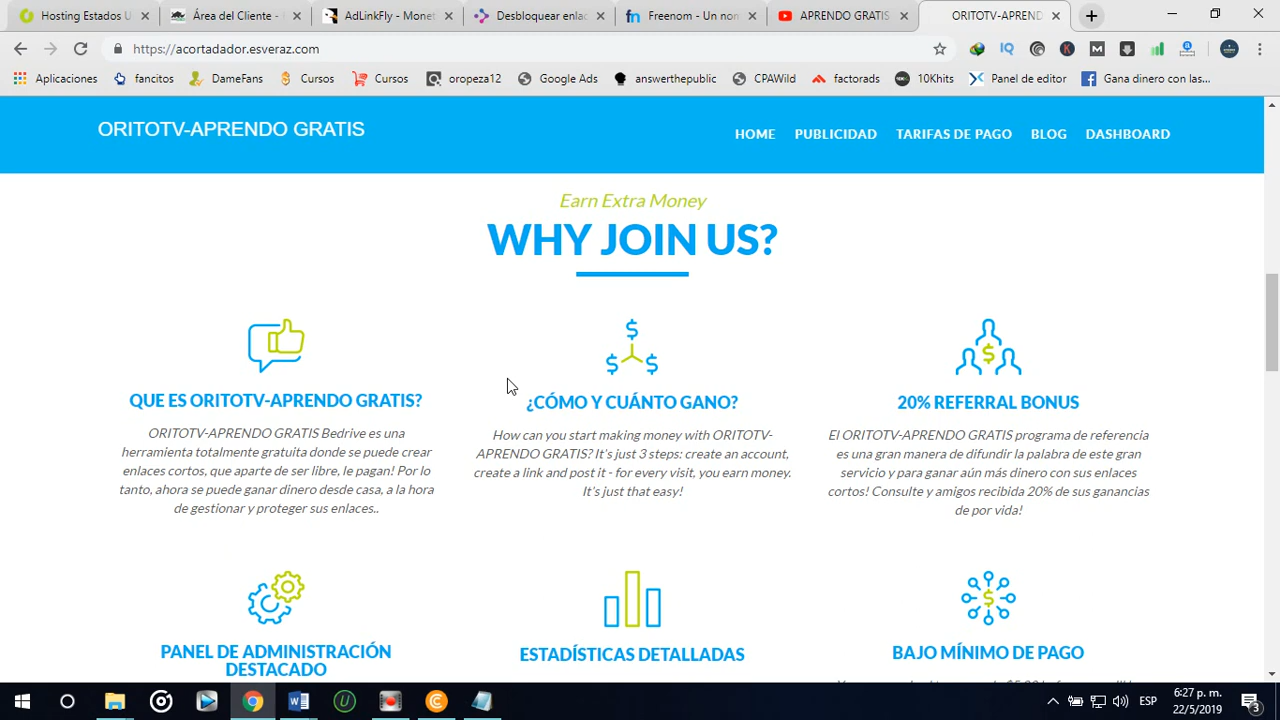 Hosting Estados U
Área del Cliente -
AdLinkFly - Monet
Desbloquear enla
Freenom - Un nom
APRENDO GRATIS
ORITOTV-APREND
https://acortadador.esveraz.com
Aplicaciones
fancitos
DameFans
Cursos
Cursos
oropeza12
Google Ads
answerthepublic
CPAWild
factorads
10Khits
Panel de editor
Gana dinero con las...
ORITOTV-APRENDO GRATIS
HOME PUBLICIDAD TARIFAS DE PAGO BLOG DASHBOARD
Earn Extra Money
WHY JOIN US?
QUE ES ORITOTV-APRENDO GRATIS?
ORITOTV-APRENDO GRATIS Bedrive es una
herramienta totalmente gratuita donde se puede crear
enlaces cortos, que aparte de ser libre, le pagan! Por lo
tanto, ahora se puede ganar dinero desde casa, a la hora
de gestionar y proteger sus enlaces..
¿CÓMO Y CUÁNTO GANO?
How can you start making money with ORITOTV-
APRENDO GRATIS? It's just 3 steps: create an account,
create a link and post it - for every visit, you earn money.
It's just that easy!
20% REFERRAL BONUS
El ORITOTV-APRENDO GRATIS programa de referencia
es una gran manera de difundir la palabra de este gran
servicio y para ganar aún más dinero con sus enlaces
cortos! Consulte y amigos recibida 20% de sus ganancias
de por vida!
PANEL DE ADMINISTRACIÓN
DESTACADO
ESTADÍSTICAS DETALLADAS
BAJO MÍNIMO DE PAGO
ESP
6:27 p. m.
22/5/2019
3